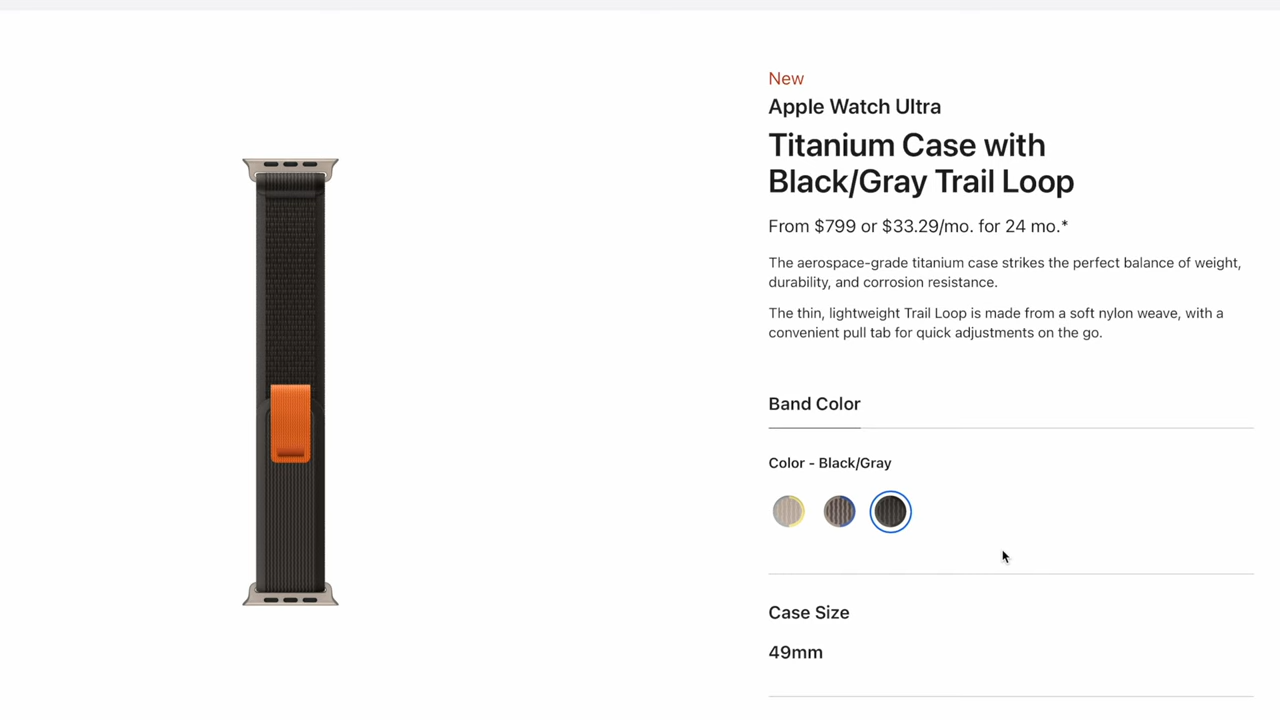 New
Apple Watch Ultra
Titanium Case with
Black/Gray Trail Loop
From $799 or $33.29/mo. for 24 mo.*
The aerospace-grade titanium case strikes the perfect balance of weight,
durability, and corrosion resistance.
The thin, lightweight Trail Loop is made from a soft nylon weave, with a
convenient pull tab for quick adjustments on the go.
Band Color
Color - Black/Gray
Case Size
49mm